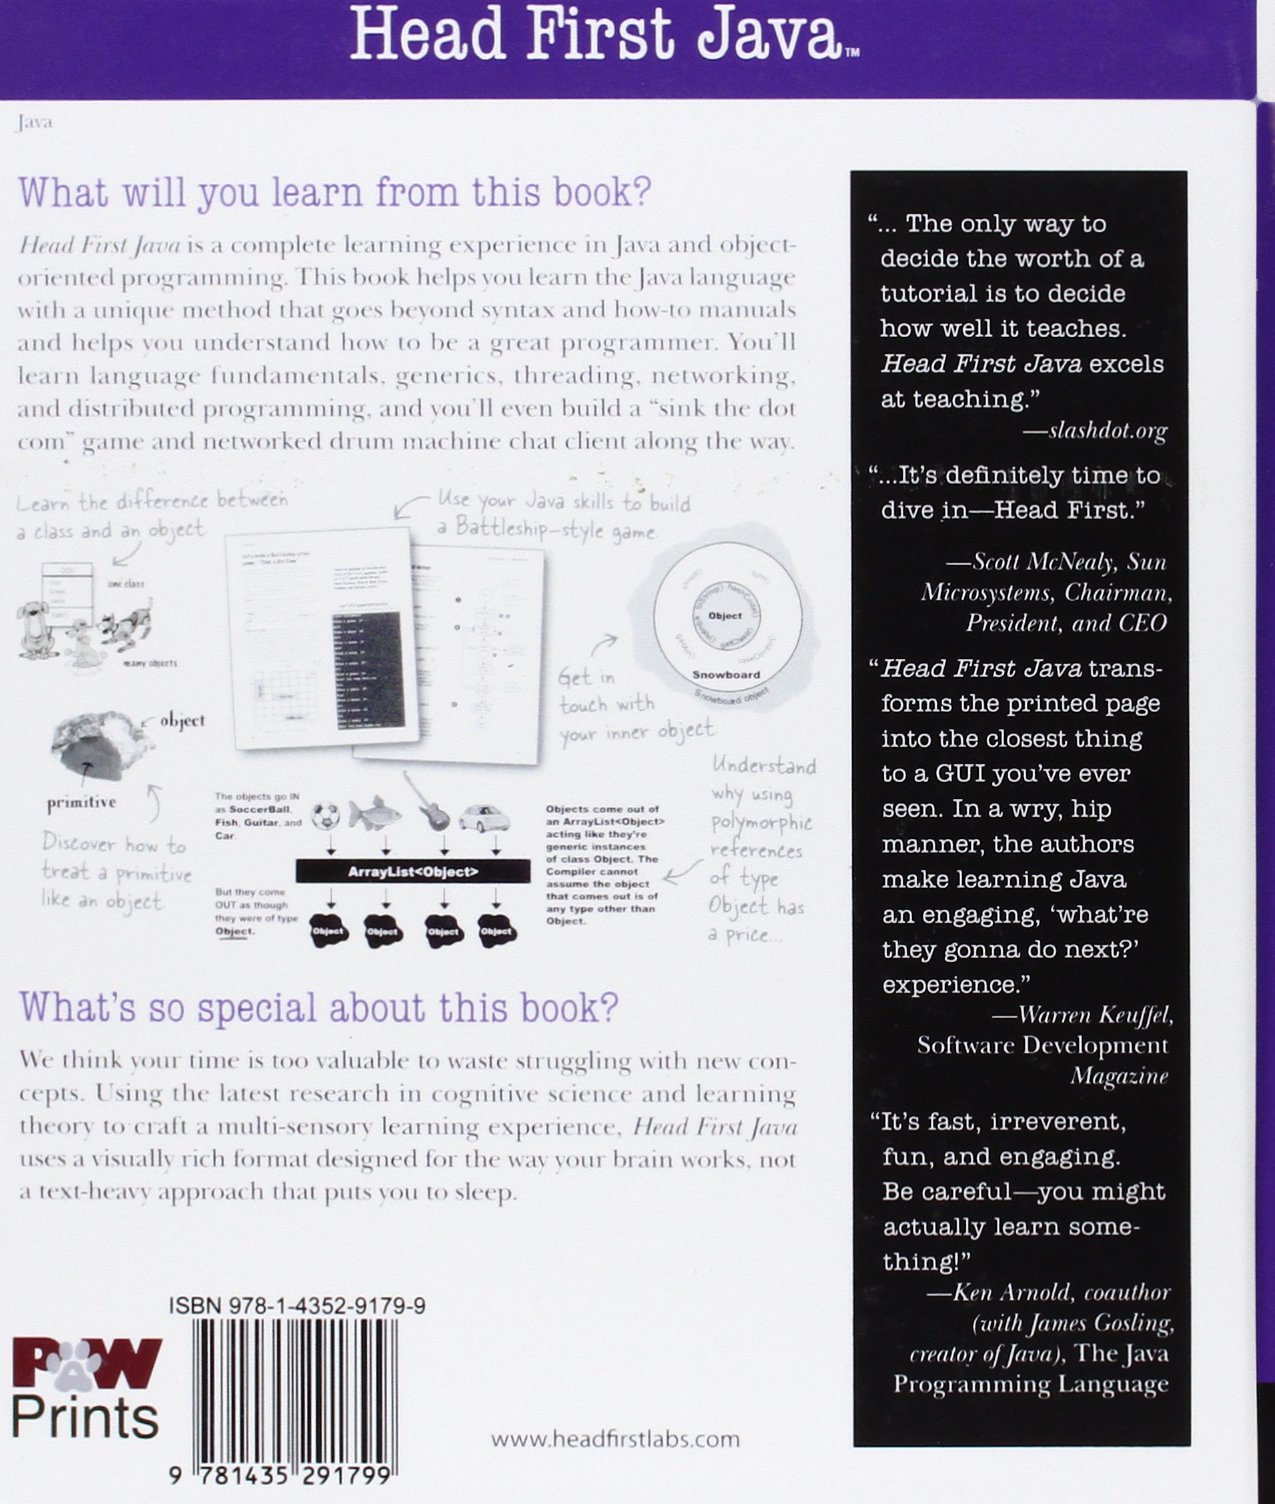 Head First Java™
Java
What will you learn from this book?
Head First Java is a complete learning experience in Java and object-
oriented programming. This book helps you learn the Java language
with a unique method that goes beyond syntax and how-to manuals
and helps you understand how to be a great programmer. You'll
learn language fundamentals, generics, threading, networking,
and distributed programming, and you'll even build a “sink the dot
com” game and networked drum machine chat client along the way.
Learn the difference between
a class and an object
one class
many objects
Use your Java skills to build
a Battleship-style game
Object
Snowboard
Snowboard object
Get in
touch with
your inner object
object
primitive
Discover how to
treat a primitive
like an object
The objects go IN
as SoccerBall,
Fish, Guitar, and
Car.
ArrayList<Object>
But they come
OUT as though
they were of type
Object.
Object
Object
Object
Object
Objects come out of
an ArrayList<Object>
acting like they're
generic instances
of class Object. The
Compiler cannot
assume the object
that comes out is of
any type other than
Object.
Understand
why using
polymorphic
references
of type
Object has
a price...
What's so special about this book?
We think your time is too valuable to waste struggling with new con-
cepts. Using the latest research in cognitive science and learning
theory to craft a multi-sensory learning experience, Head First Java
uses a visually rich format designed for the way your brain works, not
a text-heavy approach that puts you to sleep.
ISBN 978-1-4352-9179-9
PAW
Prints
9 781435 291799
www.headfirstlabs.com
“... The only way to
decide the worth of a
tutorial is to decide
how well it teaches.
Head First Java excels
at teaching.”
—slashdot.org
“...It's definitely time to
dive in—Head First.”
—Scott McNealy, Sun
Microsystems, Chairman,
President, and CEO
“Head First Java trans-
forms the printed page
into the closest thing
to a GUI you've ever
seen. In a wry, hip
manner, the authors
make learning Java
an engaging, ‘what're
they gonna do next?’
experience.”
—Warren Keuffel,
Software Development
Magazine
“It's fast, irreverent,
fun, and engaging.
Be careful—you might
actually learn some-
thing!”
—Ken Arnold, coauthor
(with James Gosling,
creator of Java), The Java
Programming Language